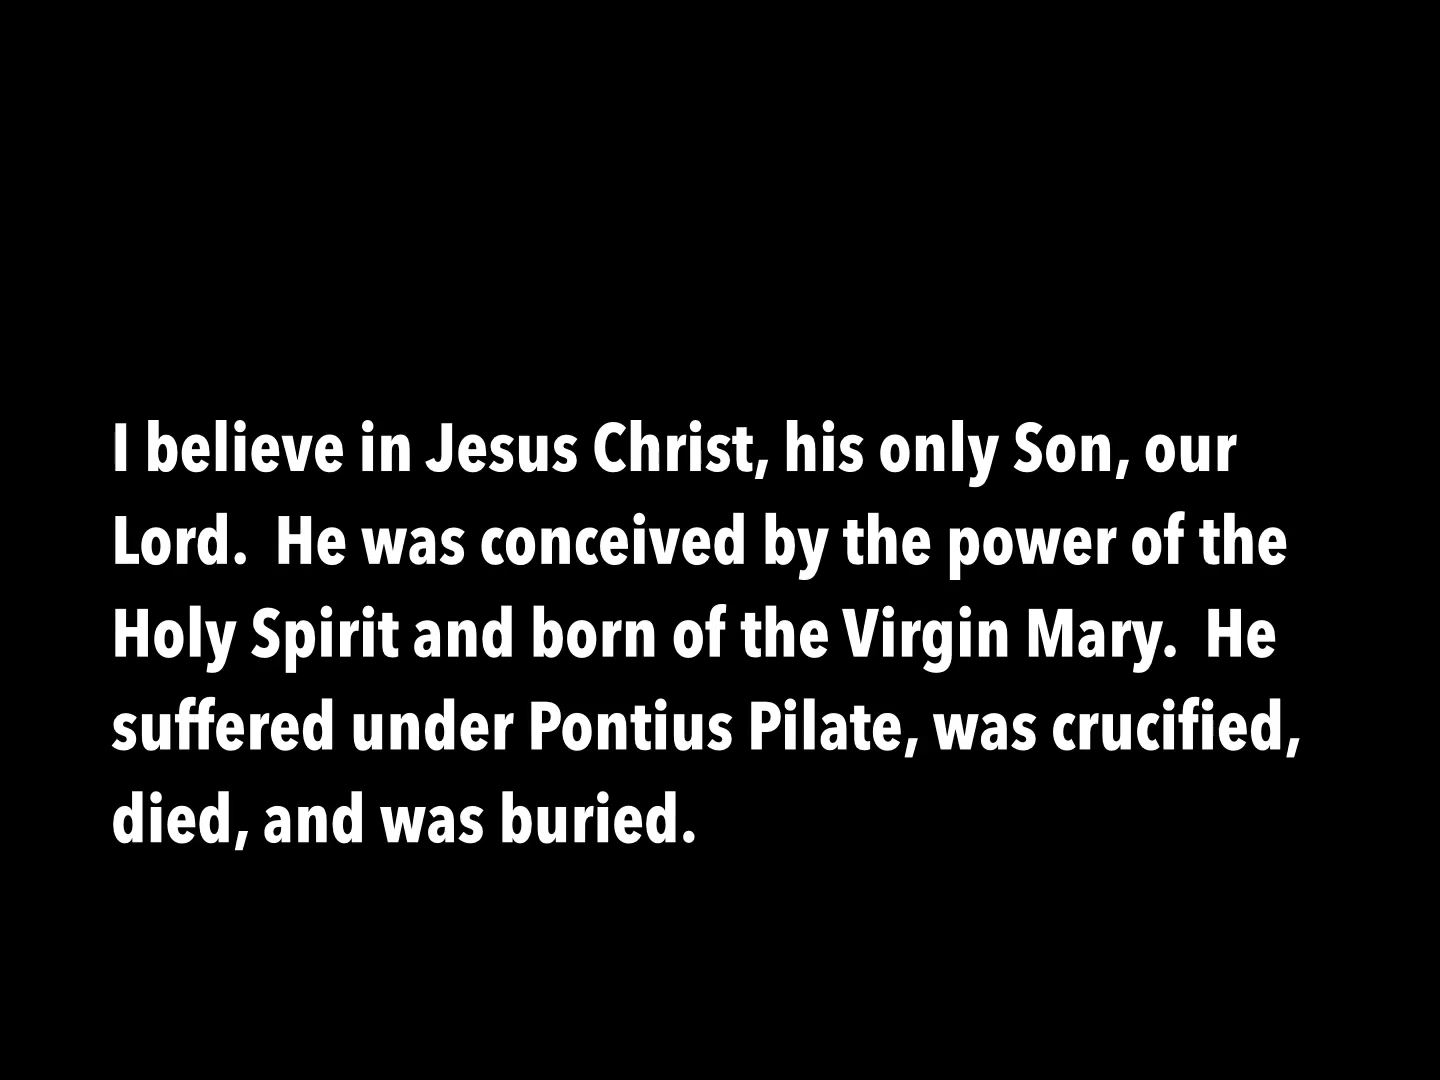 I believe in Jesus Christ, his only Son, our
Lord.  He was conceived by the power of the
Holy Spirit and born of the Virgin Mary.  He
suffered under Pontius Pilate, was crucified,
died, and was buried.